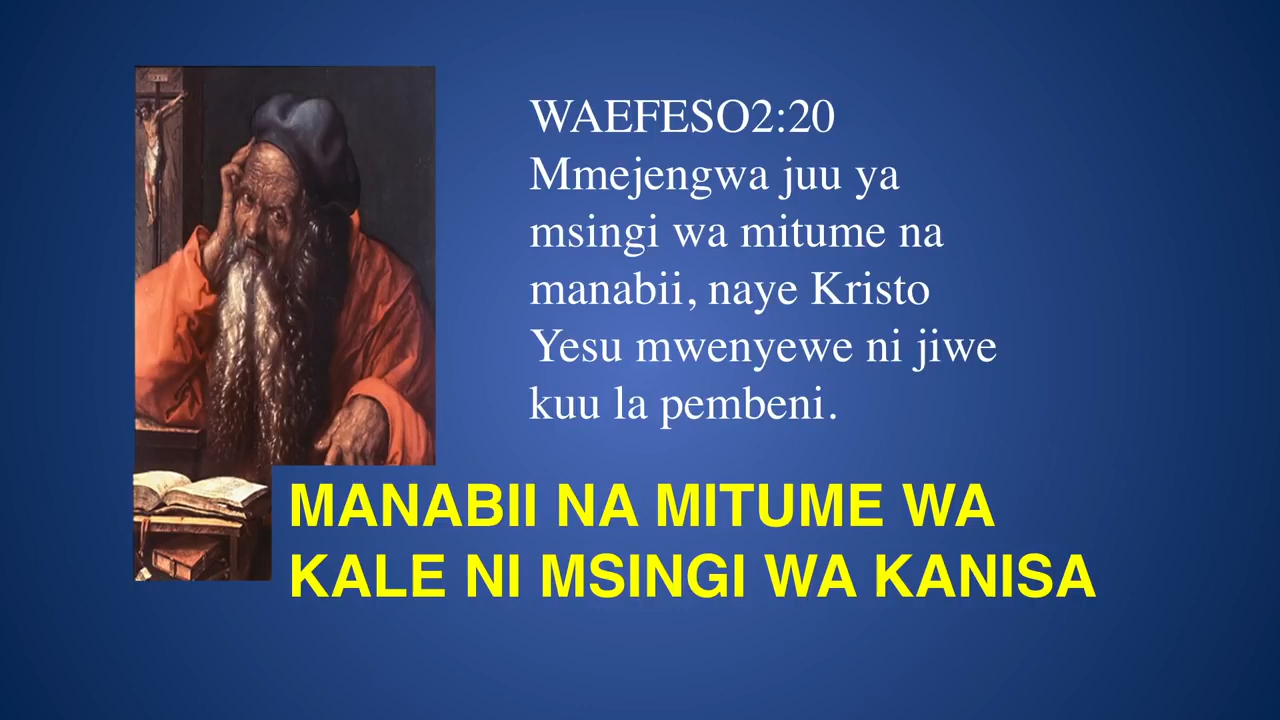 WAEFESO2:20
Mmejengwa juu ya
msingi wa mitume na
manabii, naye Kristo
Yesu mwenyewe ni jiwe
kuu la pembeni.
MANABII NA MITUME WA
KALE NI MSINGI WA KANISA